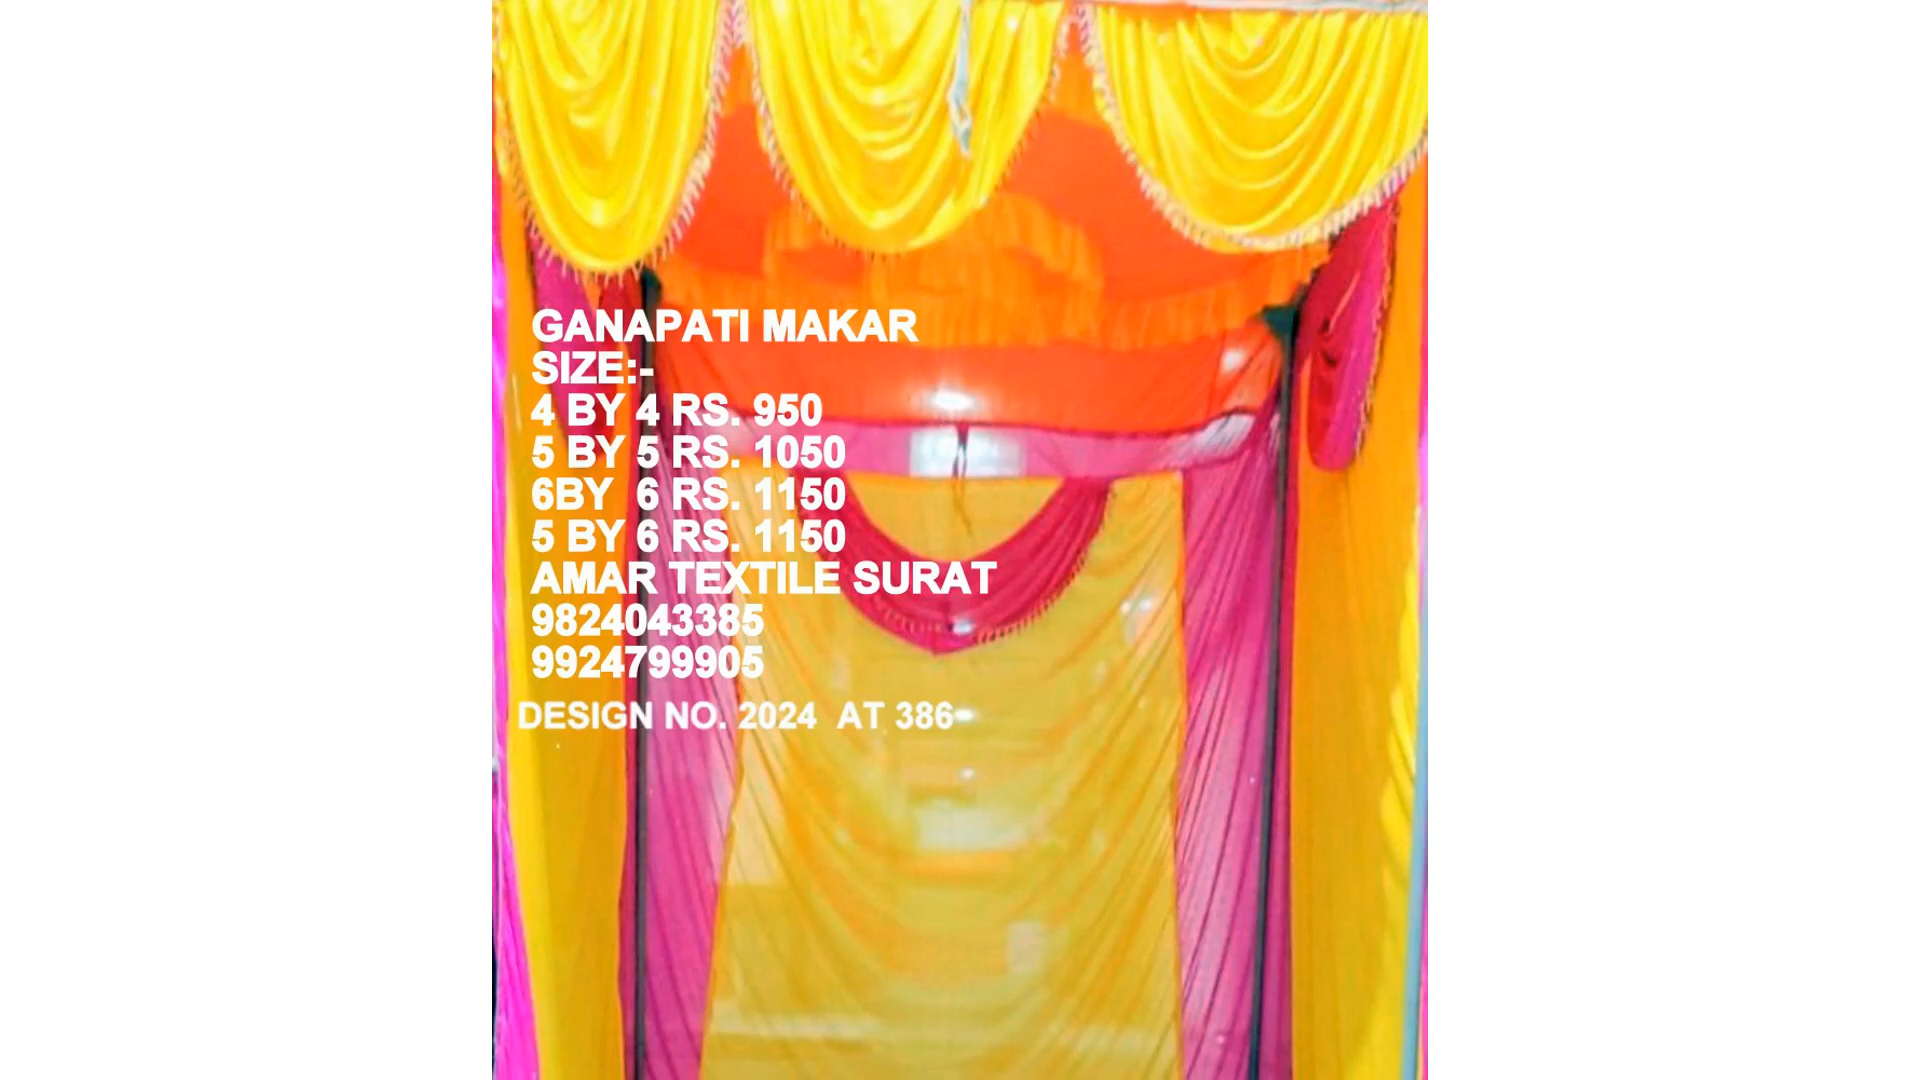 GANAPATI MAKAR
SIZE:-
4 BY 4 RS. 950
5 BY 5 RS. 1050
6BY  6 RS. 1150
5 BY 6 RS. 1150
AMAR TEXTILE SURAT
9824043385
9924799905
DESIGN NO. 2024  AT 386